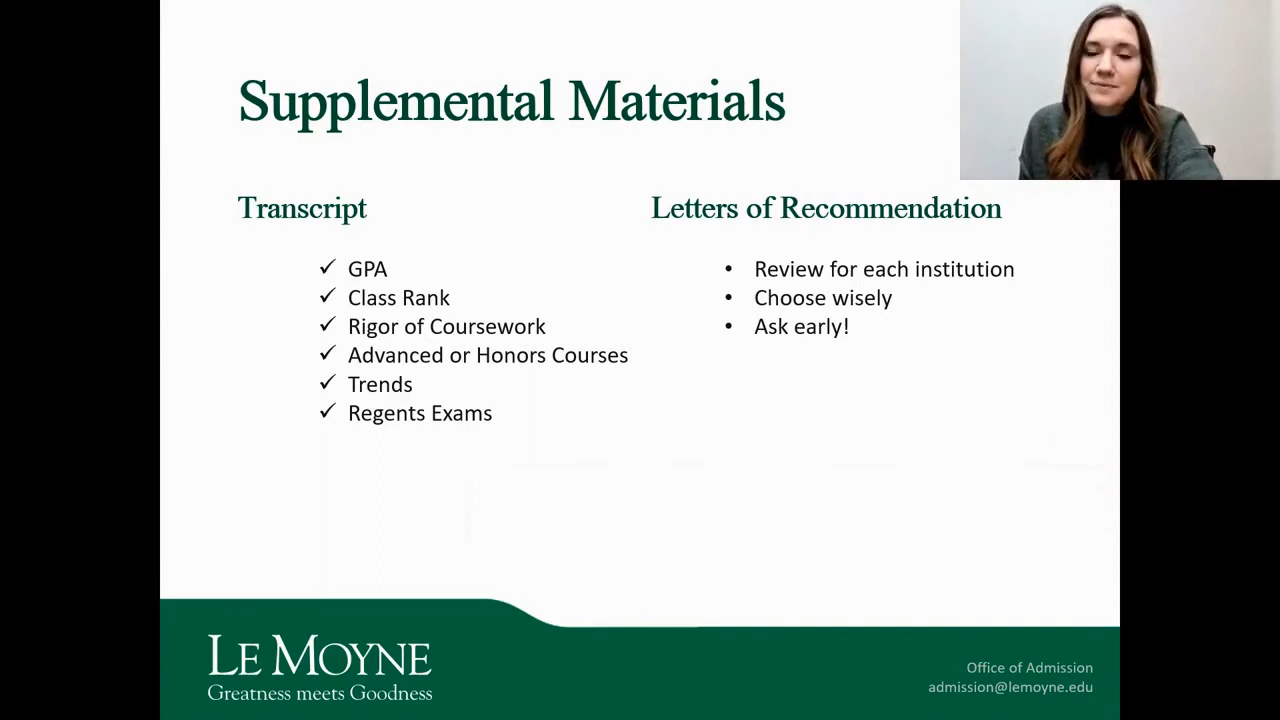 Supplemental Materials
Transcript
✓ GPA
✓ Class Rank
✓ Rigor of Coursework
✓ Advanced or Honors Courses
✓ Trends
✓ Regents Exams
Letters of Recommendation
• Review for each institution
• Choose wisely
• Ask early!
LE MOYNE
Greatness meets Goodness
Office of Admission
admission@lemoyne.edu